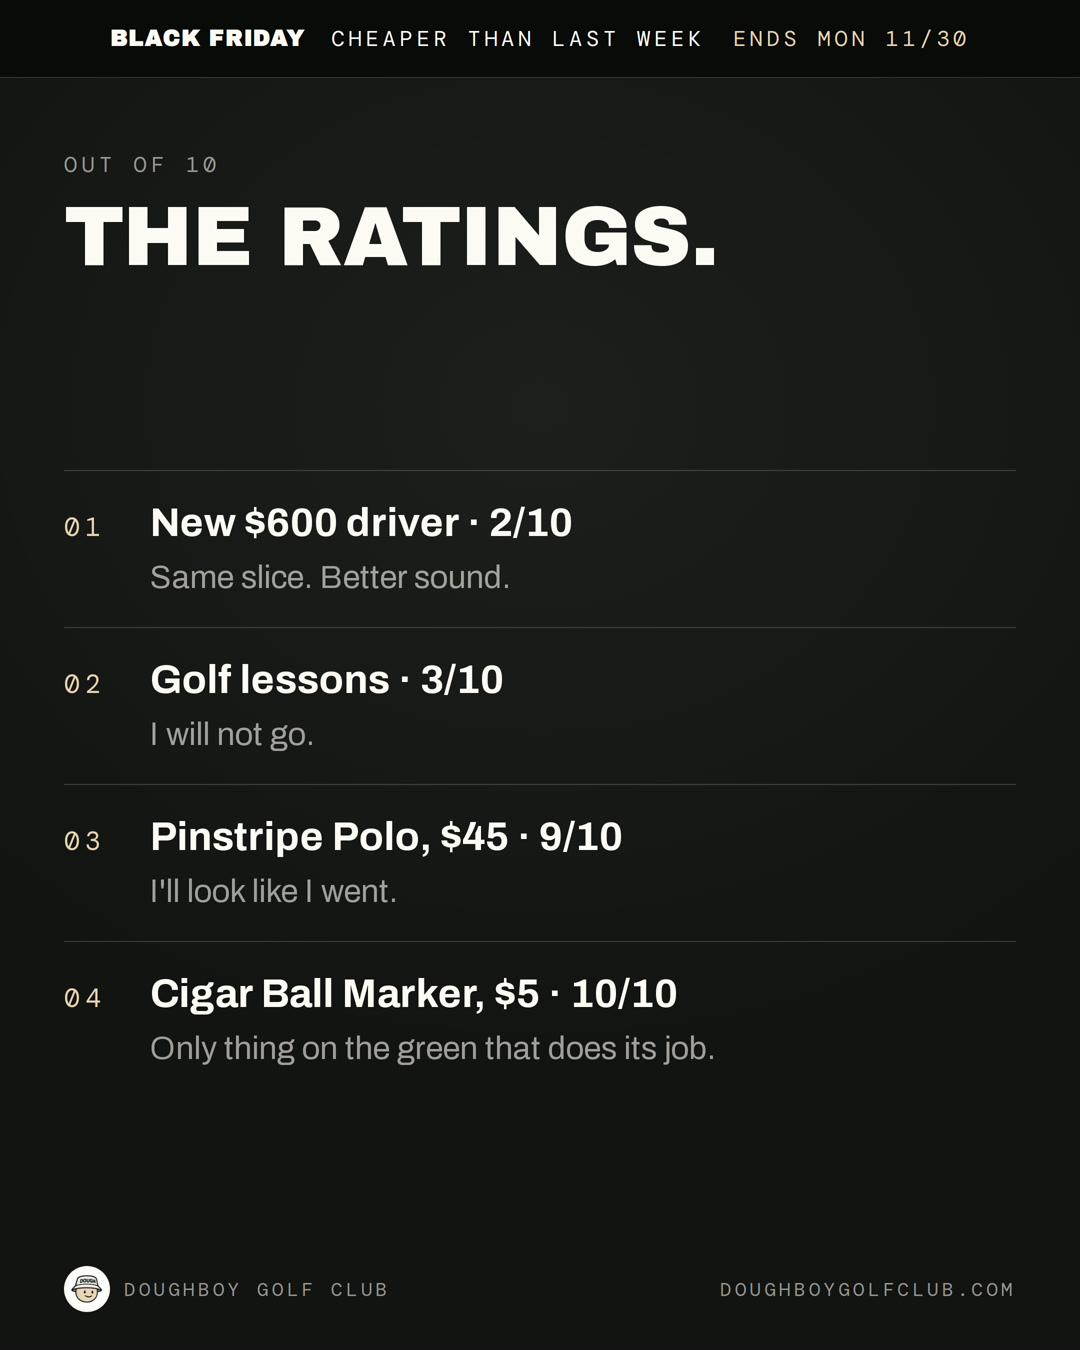 BLACK FRIDAY CHEAPER THAN LAST WEEK ENDS MON 11/30
OUT OF 10
THE RATINGS.
01 New $600 driver · 2/10
Same slice. Better sound.
02 Golf lessons · 3/10
I will not go.
03 Pinstripe Polo, $45 · 9/10
I'll look like I went.
04 Cigar Ball Marker, $5 · 10/10
Only thing on the green that does its job.
DOUGH
DOUGHBOY GOLF CLUB
DOUGHBOYGOLFCLUB.COM